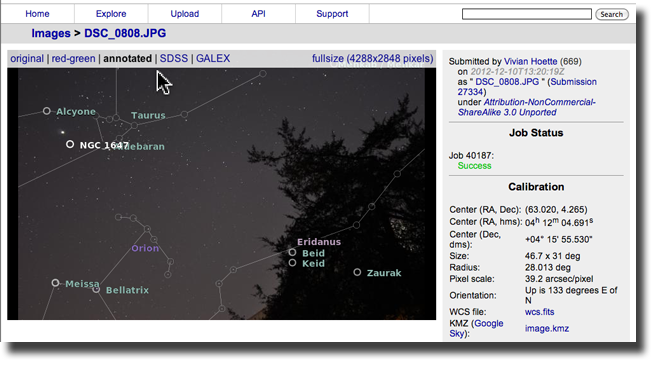 Home Explore Upload API Support Search
Images > DSC_0808.JPG
original | red-green | annotated | SDSS | GALEX fullsize (4288x2848 pixels)
Alcyone
Taurus
NGC 1647
Orion
Eridanus
Beid
Keid
Zaurak
Meissa
Bellatrix
Submitted by Vivian Hoette (669)
on 2012-12-10T13:20:19Z
as " DSC_0808.JPG " (Submission
27334)
under Attribution-NonCommercial-
ShareAlike 3.0 Unported
Job Status
Job 40187:
Success
Calibration
Center (RA, Dec): (63.020, 4.265)
Center (RA, hms): 04h 12m 04.691s
Center (Dec,
dms): +04° 15' 55.530"
Size: 46.7 x 31 deg
Radius: 28.013 deg
Pixel scale: 39.2 arcsec/pixel
Orientation: Up is 133 degrees E of
N
WCS file: wcs.fits
KMZ (Google
Sky): image.kmz